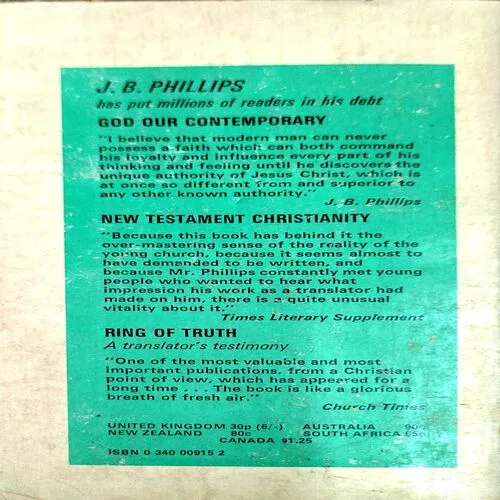 J. B. PHILLIPS
has put millions of readers in his debt
GOD OUR CONTEMPORARY
"I believe that modern man can never
possess a faith which can both command
his loyalty and influence every part of his
thinking and feeling until he discovers the
unique authority of Jesus Christ, which is
at once so different from and superior to
any other known authority."
J. B. Phillips
NEW TESTAMENT CHRISTIANITY
"Because this book has behind it the
over-mastering sense of the reality of the
young church, because it seems almost to
have demanded to be written, and
because Mr. Phillips constantly met young
people who wanted to hear what
impression his work as a translator had
made on him, there is a quite unusual
vitality about it."
Times Literary Supplement
RING OF TRUTH
A translator's testimony
"One of the most valuable and most
important publications, from a Christian
point of view, which has appeared for a
long time . . . The book is like a glorious
breath of fresh air."
Church Times
UNITED KINGDOM 30p (6/-) AUSTRALIA 90c
NEW ZEALAND 80c SOUTH AFRICA 65c
CANADA $1.25
ISBN 0 340 00915 2